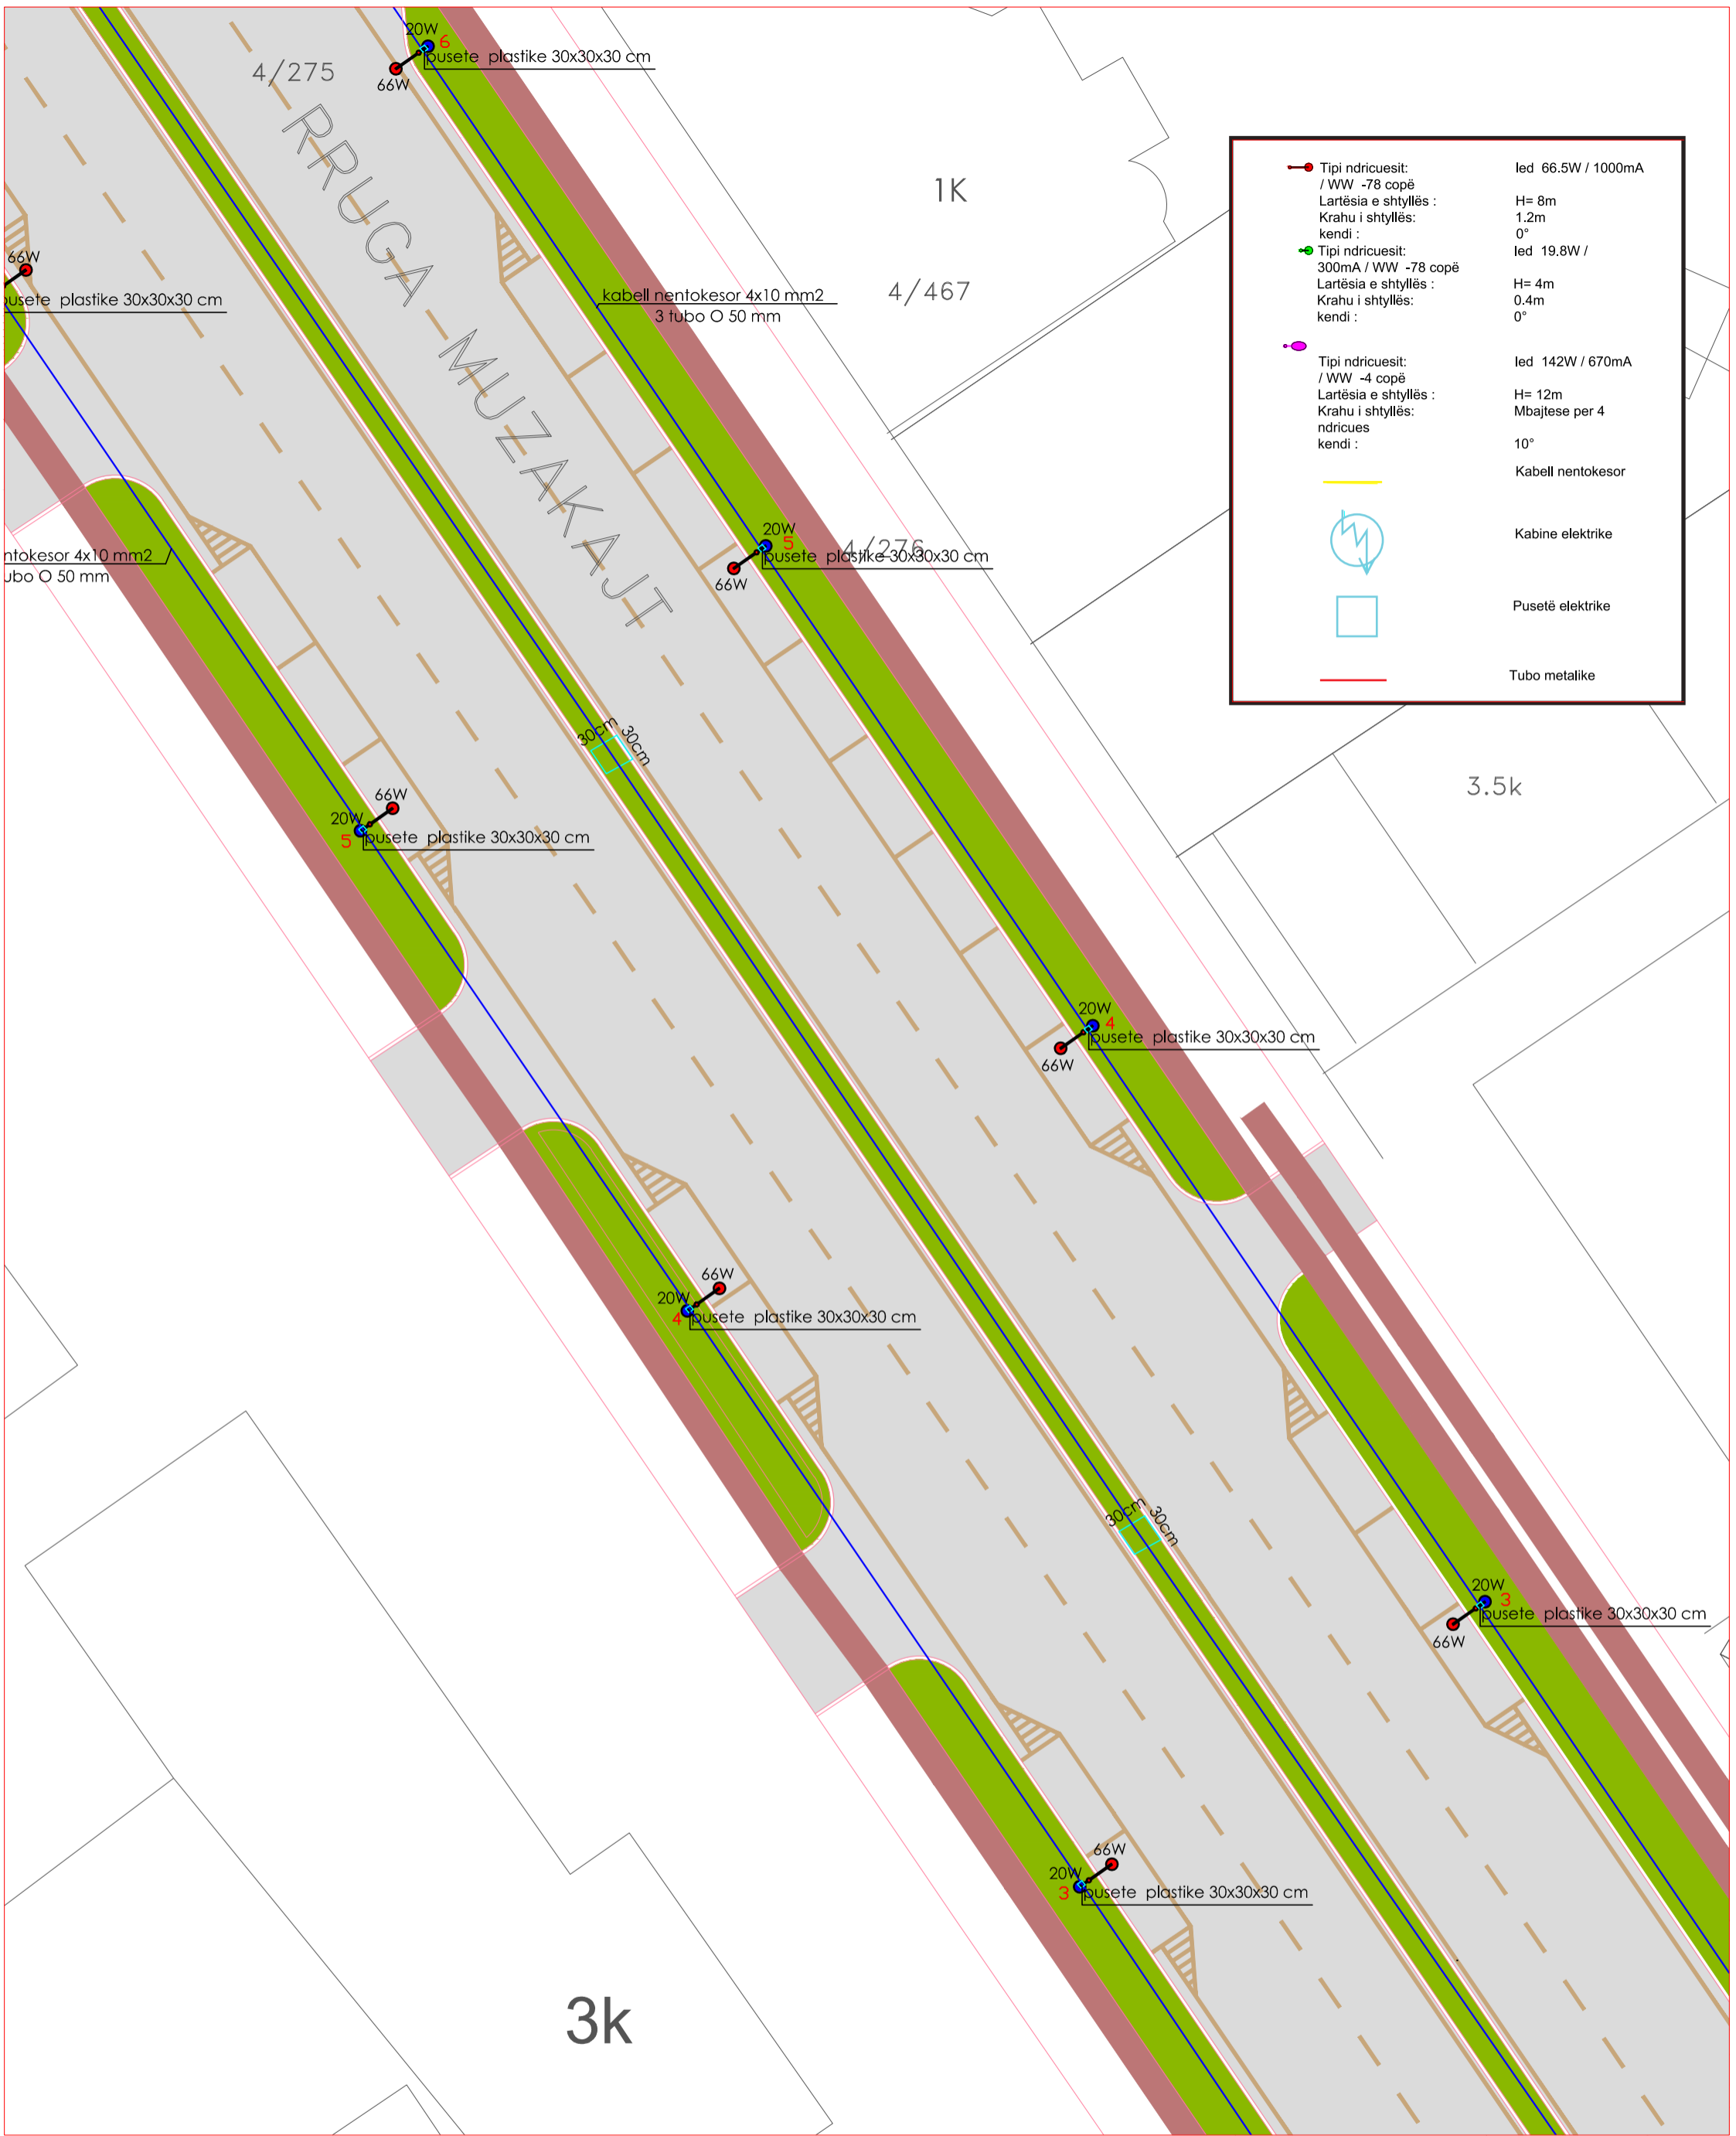 20W
6
pusete plastike 30x30x30 cm
66W
4/275
RRUGA MUZAKAJT
1K
4/467
66W
pusete plastike 30x30x30 cm
kabell nentokesor 4x10 mm2
3 tubo O 50 mm
Tipi ndricuesit: led 66.5W / 1000mA
/ WW -78 copë
Lartësia e shtyllës : H= 8m
Krahu i shtyllës: 1.2m
kendi : 0°
Tipi ndricuesit: led 19.8W /
300mA / WW -78 copë
Lartësia e shtyllës : H= 4m
Krahu i shtyllës: 0.4m
kendi : 0°
Tipi ndricuesit: led 142W / 670mA
/ WW -4 copë
Lartësia e shtyllës : H= 12m
Krahu i shtyllës: Mbajtese per 4
ndricues
kendi : 10°
Kabell nentokesor
Kabine elektrike
Pusetë elektrike
Tubo metalike
20W
5
4/276
pusete plastike 30x30x30 cm
66W
ntokesor 4x10 mm2
ubo O 50 mm
30cm 30cm
3.5k
66W
20W
5
pusete plastike 30x30x30 cm
20W
4
pusete plastike 30x30x30 cm
66W
66W
20W
4
pusete plastike 30x30x30 cm
30cm 30cm
20W
3
pusete plastike 30x30x30 cm
66W
66W
20W
3
pusete plastike 30x30x30 cm
3k